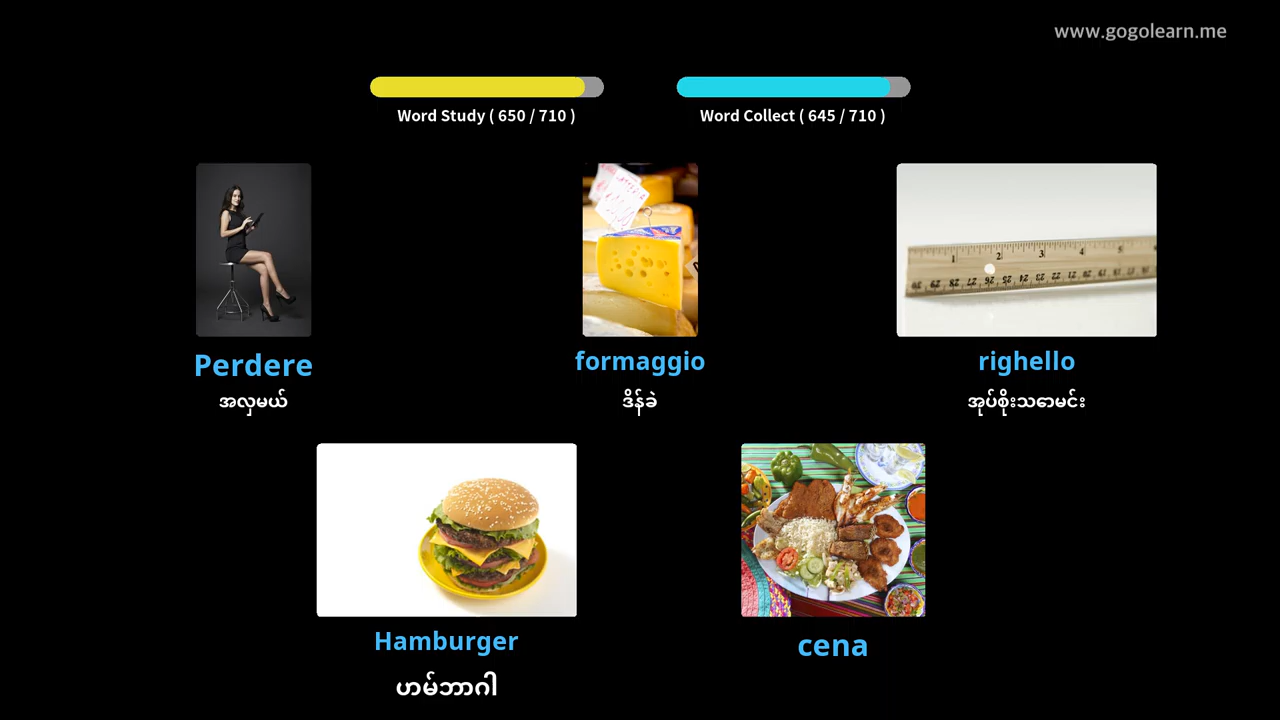 www.gogolearn.me
Word Study ( 650 / 710 )
Word Collect ( 645 / 710 )
Perdere
formaggio
righello
အလှမယ်
ဒိန်ခဲ
အုပ်စိုးသောမင်း
Hamburger
cena
ဟမ်ဘာဂါ